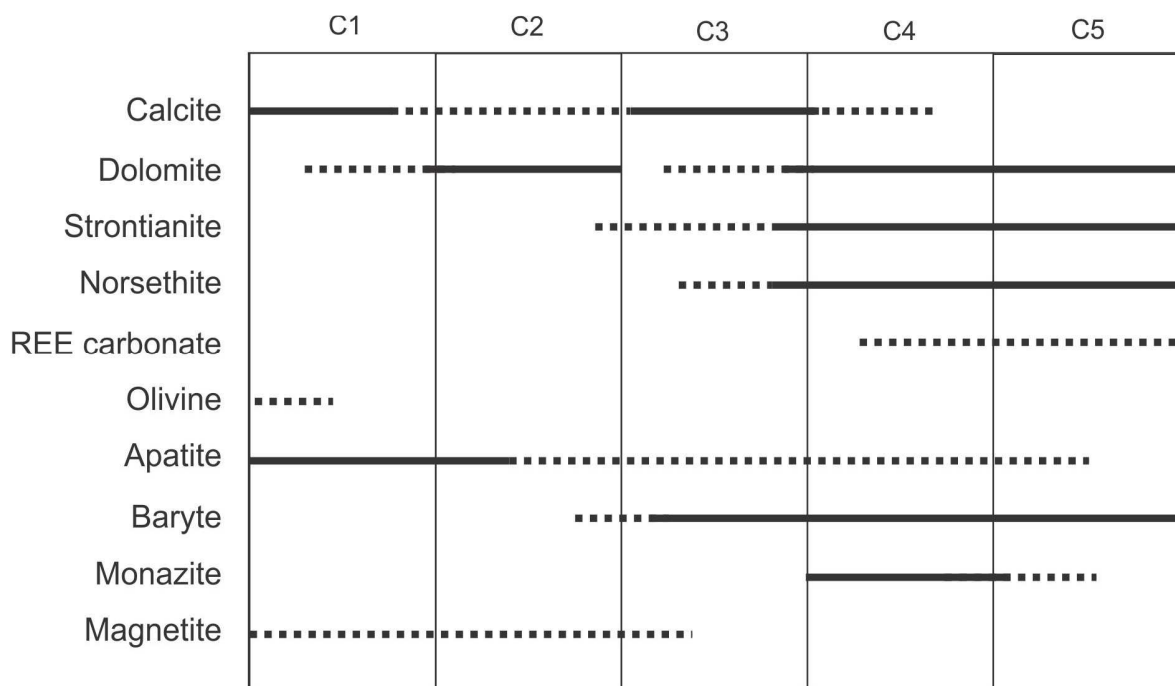 C1 C2 C3 C4 C5
Calcite
Dolomite
Strontianite
Norsethite
REE carbonate
Olivine
Apatite
Baryte
Monazite
Magnetite